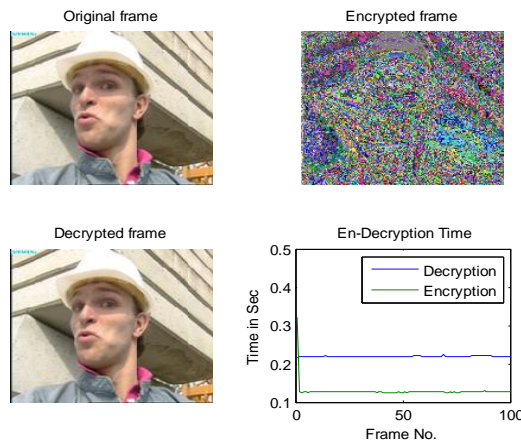 Original frame
Encrypted frame
Decrypted frame
En-Decryption Time
0.5
0.4
0.3
0.2
0.1
Time in Sec
Decryption
Encryption
0
50
100
Frame No.